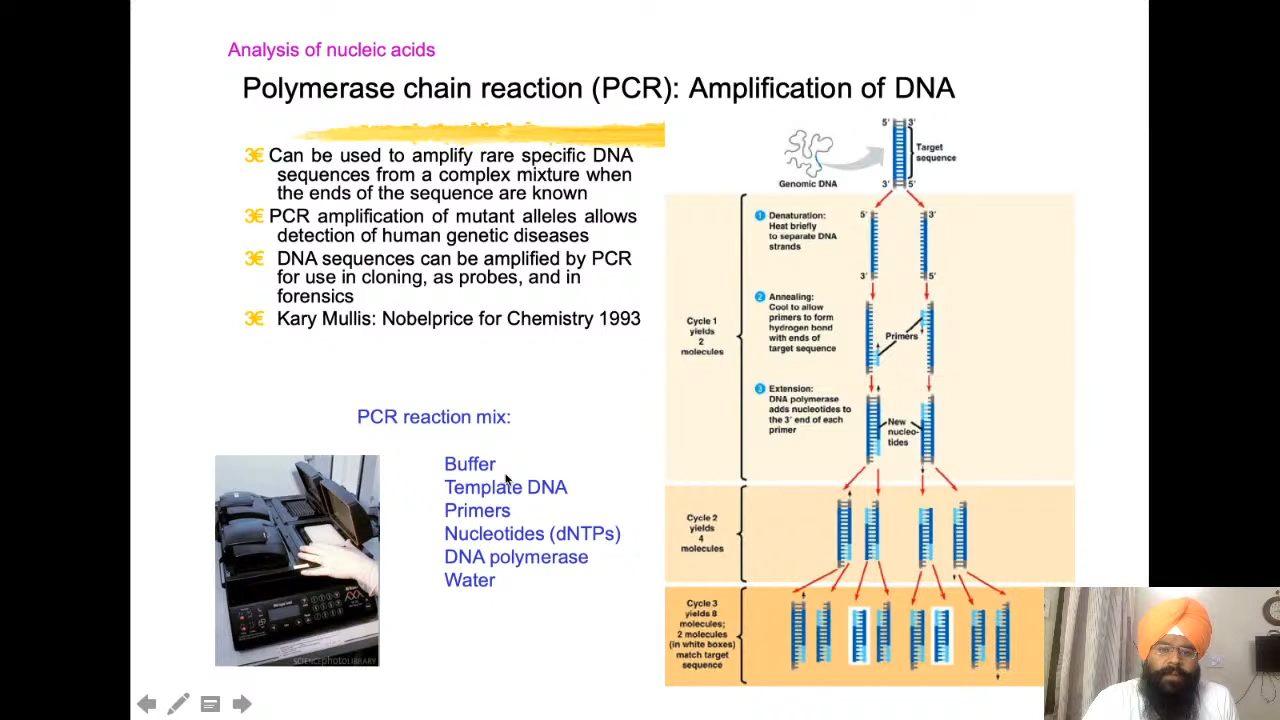 Analysis of nucleic acids
Polymerase chain reaction (PCR): Amplification of DNA
3€ Can be used to amplify rare specific DNA
sequences from a complex mixture when
the ends of the sequence are known
3€ PCR amplification of mutant alleles allows
detection of human genetic diseases
3€ DNA sequences can be amplified by PCR
for use in cloning, as probes, and in
forensics
3€ Kary Mullis: Nobelprice for Chemistry 1993
PCR reaction mix:
Buffer
Template DNA
Primers
Nucleotides (dNTPs)
DNA polymerase
Water
SCIENCEPHOTOLIBRARY
5′ 3′
Target
sequence
Genomic DNA
3′ 5′
Cycle 1
yields
2
molecules
1 Denaturation:
Heat briefly
to separate DNA
strands
5′ 3′
3′ 5′
2 Annealing:
Cool to allow
primers to form
hydrogen bond
with ends of
target sequence
Primers
3 Extension:
DNA polymerase
adds nucleotides to
the 3′ end of each
primer
New
nucleo-
tides
Cycle 2
yields
4
molecules
Cycle 3
yields 8
molecules;
2 molecules
(in white boxes)
match target
sequence